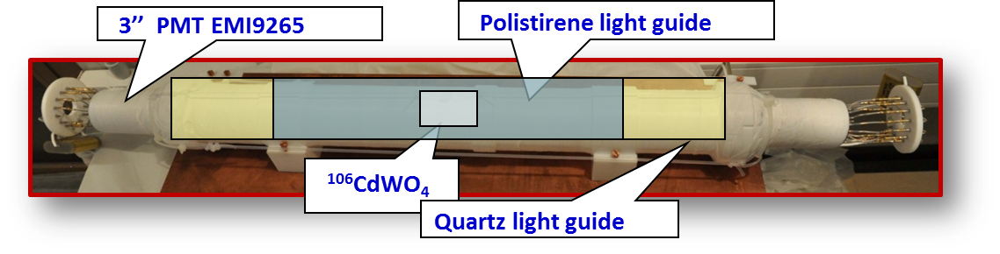 3’’ PMT EMI9265
Polistirene light guide
¹⁰⁶CdWO₄
Quartz light guide